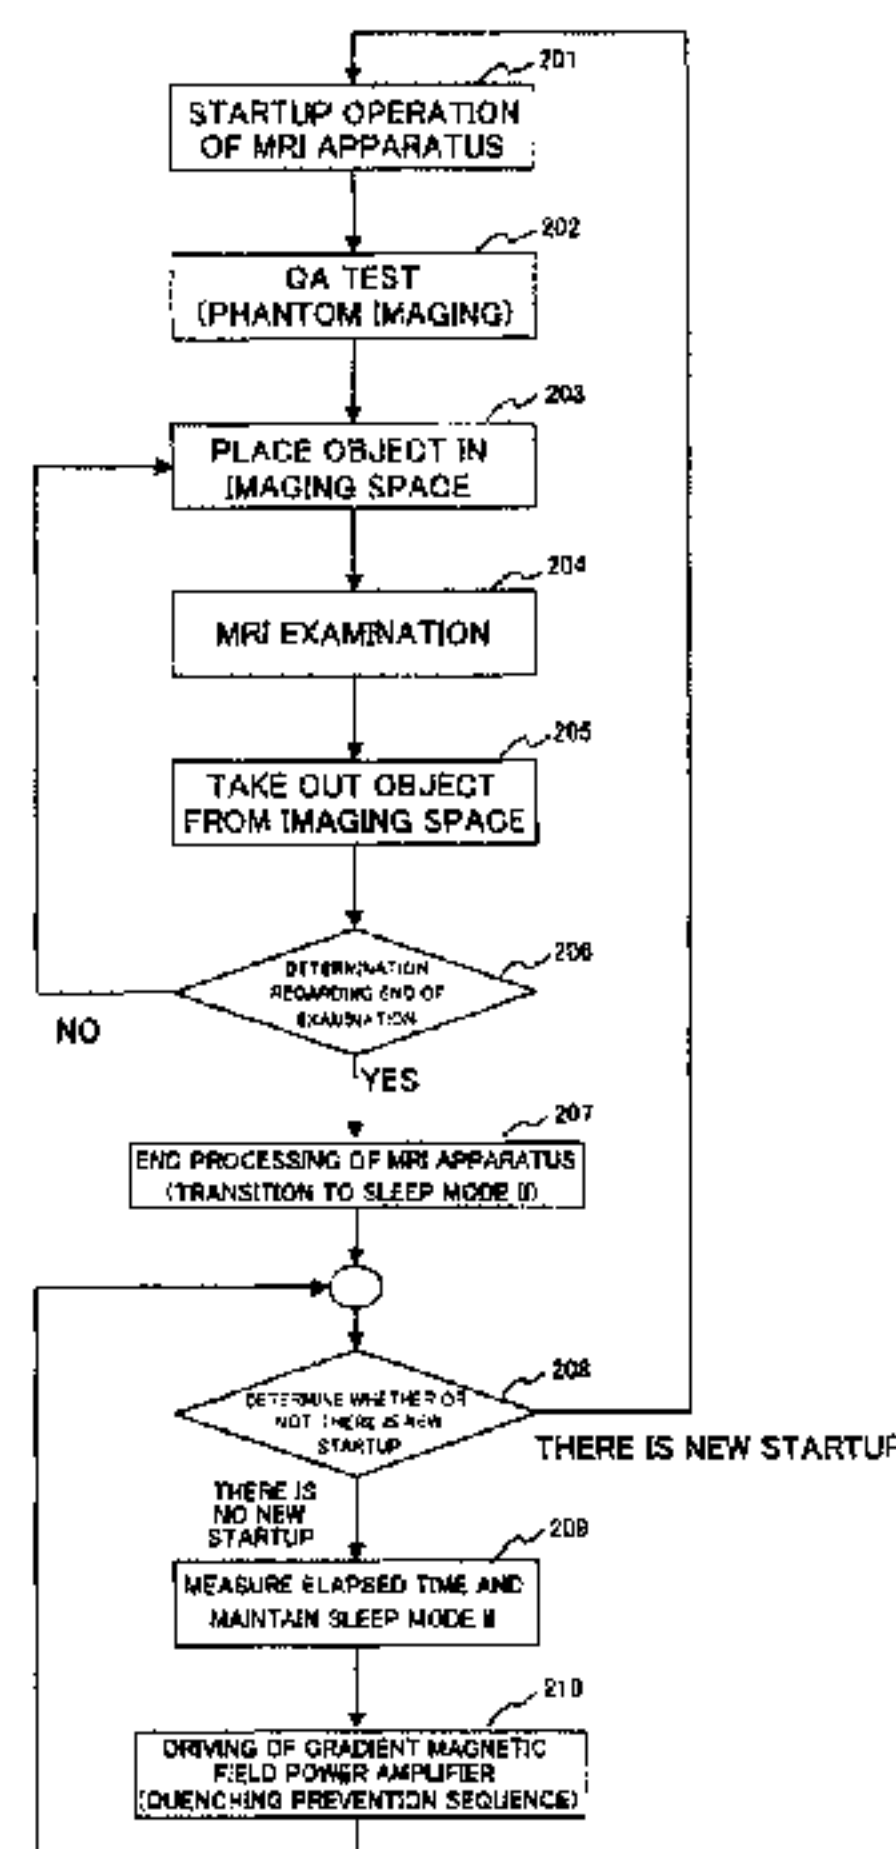 201
STARTUP OPERATION
OF MRI APPARATUS
202
QA TEST
(PHANTOM IMAGING)
203
PLACE OBJECT IN
IMAGING SPACE
204
MRI EXAMINATION
205
TAKE OUT OBJECT
FROM IMAGING SPACE
206
DETERMINATION
REGARDING END OF
EXAMINATION
NO
YES
207
END PROCESSING OF MRI APPARATUS
(TRANSITION TO SLEEP MODE II)
208
DETERMINE WHETHER OR
NOT THERE IS NEW
STARTUP
THERE IS NEW STARTUP
THERE IS
NO NEW
STARTUP
209
MEASURE ELAPSED TIME AND
MAINTAIN SLEEP MODE II
210
DRIVING OF GRADIENT MAGNETIC
FIELD POWER AMPLIFIER
(QUENCHING PREVENTION SEQUENCE)